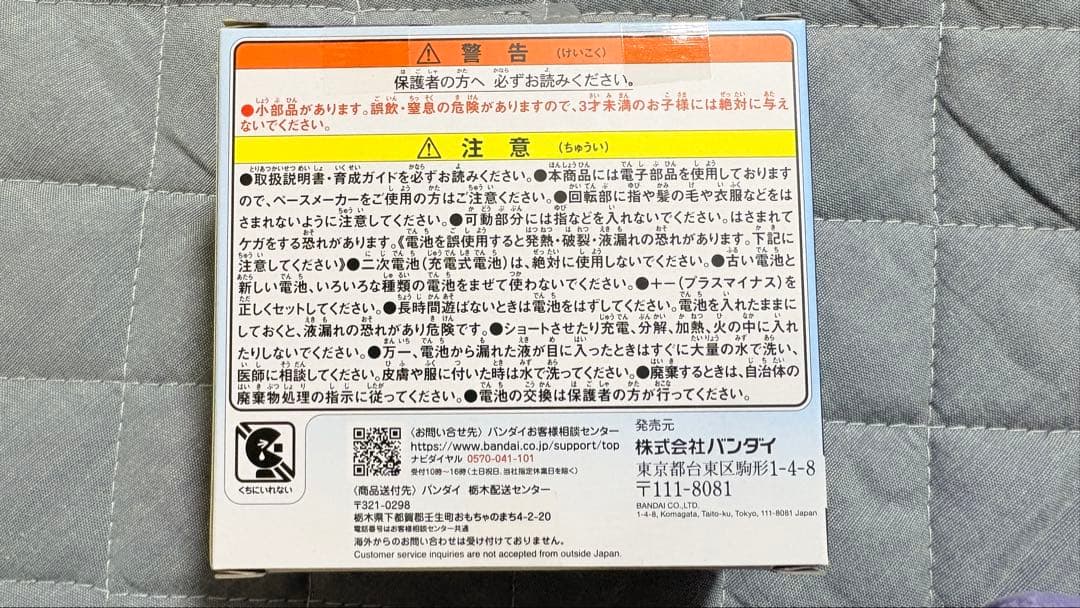 ⚠ 警告 (けいこく)
保護者の方へ 必ずお読みください。
●小部品があります。誤飲・窒息の危険がありますので、3才未満のお子様には絶対に与え
ないでください。
⚠ 注意 (ちゅうい)
●取扱説明書・育成ガイドを必ずお読みください。●本商品には電子部品を使用しております
ので、ペースメーカーをご使用の方はご注意ください。●回転部に指や髪の毛や衣服などをは
さまれないように注意してください。●可動部分には指などを入れないでください。はさまれて
ケガをする恐れがあります。《電池を誤使用すると発熱・破裂・液漏れの恐れがあります。下記に
注意してください》●二次電池(充電式電池)は、絶対に使用しないでください。●古い電池と
新しい電池、いろいろな種類の電池をまぜて使わないでください。●+−(プラスマイナス)を
正しくセットしてください。●長時間遊ばないときは電池をはずしてください。電池を入れたままに
しておくと、液漏れの恐れがあり危険です。●ショートさせたり充電、分解、加熱、火の中に入れ
たりしないでください。●万一、電池から漏れた液が目に入ったときはすぐに大量の水で洗い、
医師に相談してください。皮膚や服に付いた時は水で洗ってください。●廃棄するときは、自治体の
廃棄物処理の指示に従ってください。●電池の交換は保護者の方が行ってください。
くちにいれない
〈お問い合せ先〉バンダイお客様相談センター
https://www.bandai.co.jp/support/top
ナビダイヤル 0570-041-101
受付10時〜16時(土日祝日、当社指定休業日を除く)
〈商品送付先〉バンダイ 栃木配送センター
〒321-0298
栃木県下都賀郡壬生町おもちゃのまち4-2-20
電話番号はお客様相談センター共通
海外からのお問い合わせは受け付けておりません。
Customer service inquiries are not accepted from outside Japan.
発売元
株式会社バンダイ
東京都台東区駒形1-4-8
〒111-8081
BANDAI CO.,LTD.
1-4-8, Komagata, Taito-ku, Tokyo, 111-8081 Japan